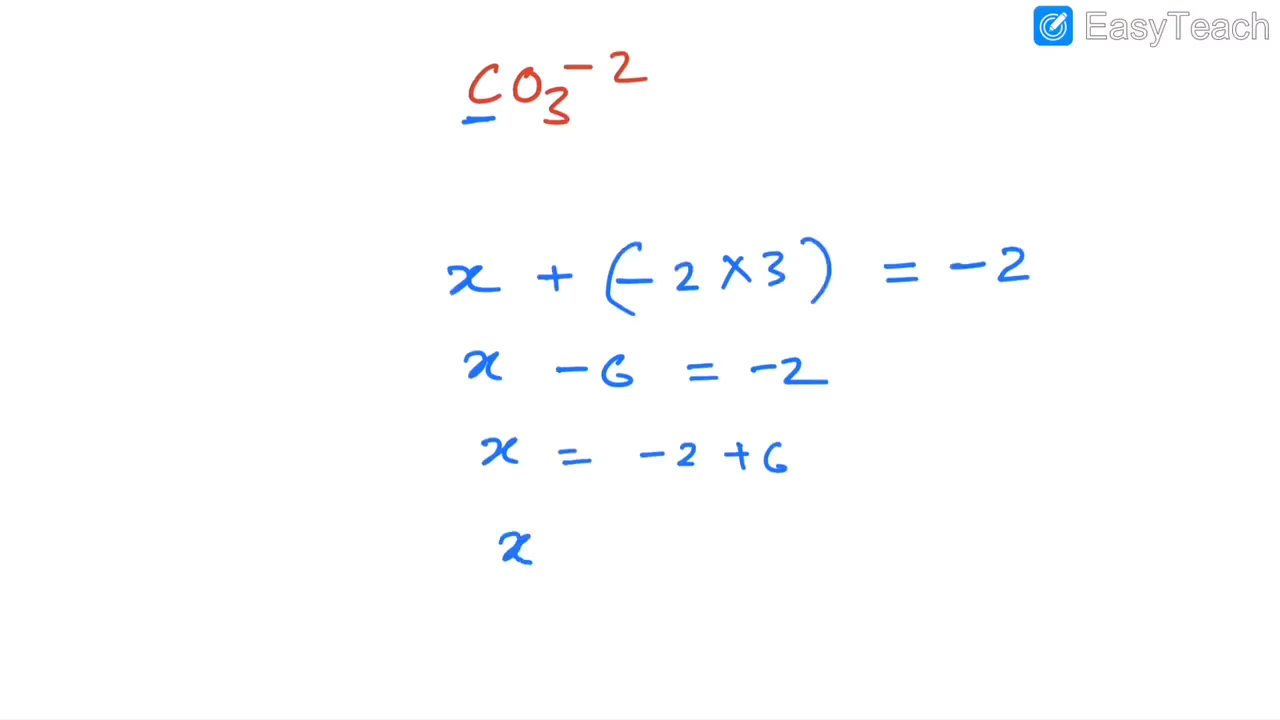 EasyTeach
CO₃⁻²
x + (-2×3) = -2
x - 6 = -2
x = -2 + 6
x